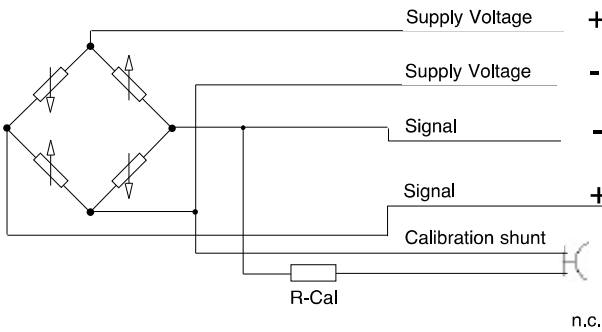 Supply Voltage +
Supply Voltage -
Signal -
Signal +
Calibration shunt
R-Cal
n.c.